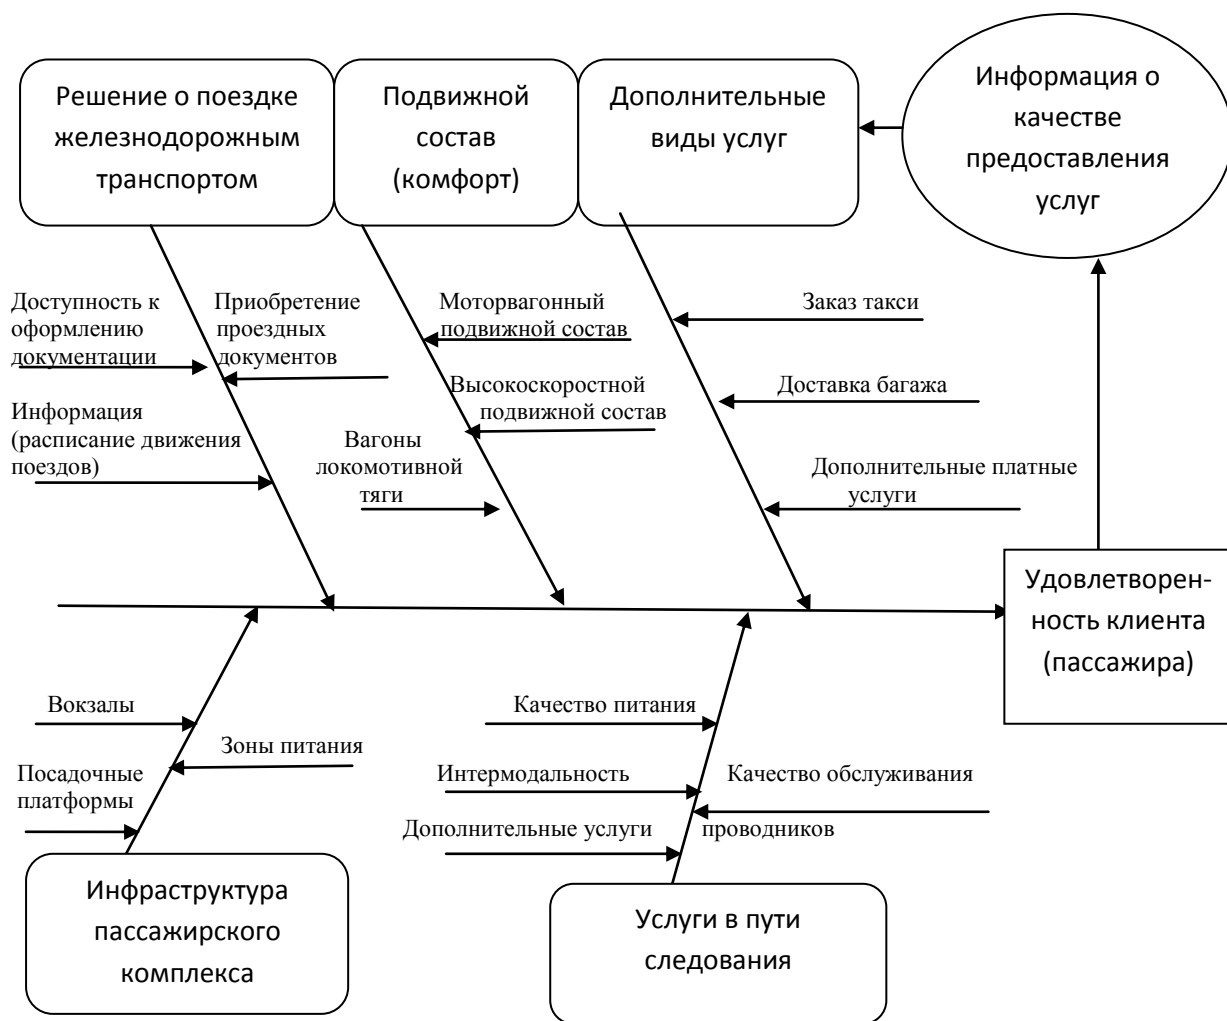 Решение о поездке
железнодорожным
транспортом
Подвижной
состав
(комфорт)
Дополнительные
виды услуг
Информация о
качестве
предоставления
услуг
Доступность к
оформлению
документации
Приобретение
проездных
документов
Информация
(расписание движения
поездов)
Моторвагонный
подвижной состав
Высокоскоростной
подвижной состав
Вагоны
локомотивной
тяги
Заказ такси
Доставка багажа
Дополнительные платные
услуги
Удовлетворен-
ность клиента
(пассажира)
Вокзалы
Зоны питания
Посадочные
платформы
Качество питания
Интермодальность
Качество обслуживания
проводников
Дополнительные услуги
Инфраструктура
пассажирского
комплекса
Услуги в пути
следования